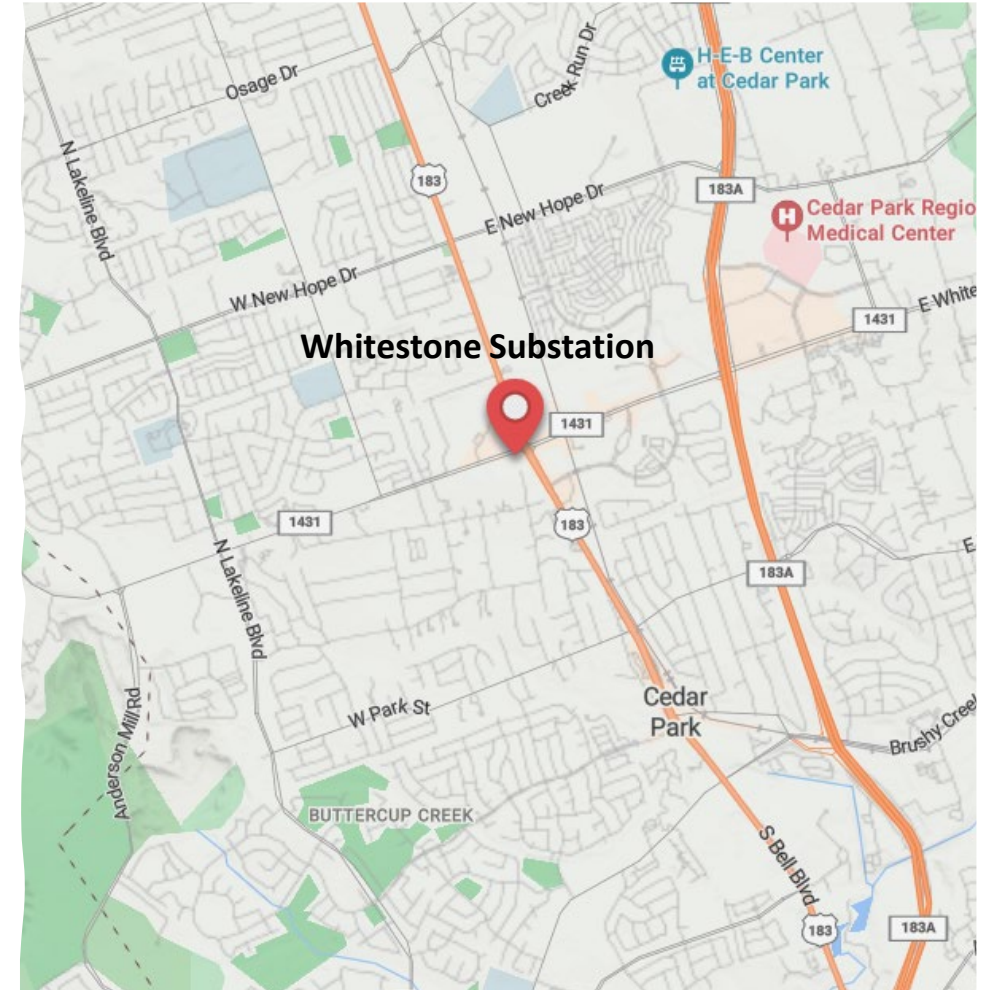 Osage Dr
Creek Run Dr
H-E-B Center
at Cedar Park
N Lakeline Blvd
183
183A
E New Hope Dr
Cedar Park Regio
Medical Center
W New Hope Dr
E White
1431
Whitestone Substation
1431
1431
183
N Lakeline Blvd
183A
E
Cedar
Park
W Park St
Anderson Mill Rd
Brushy Creek
BUTTERCUP CREEK
S Bell Blvd
183
183A